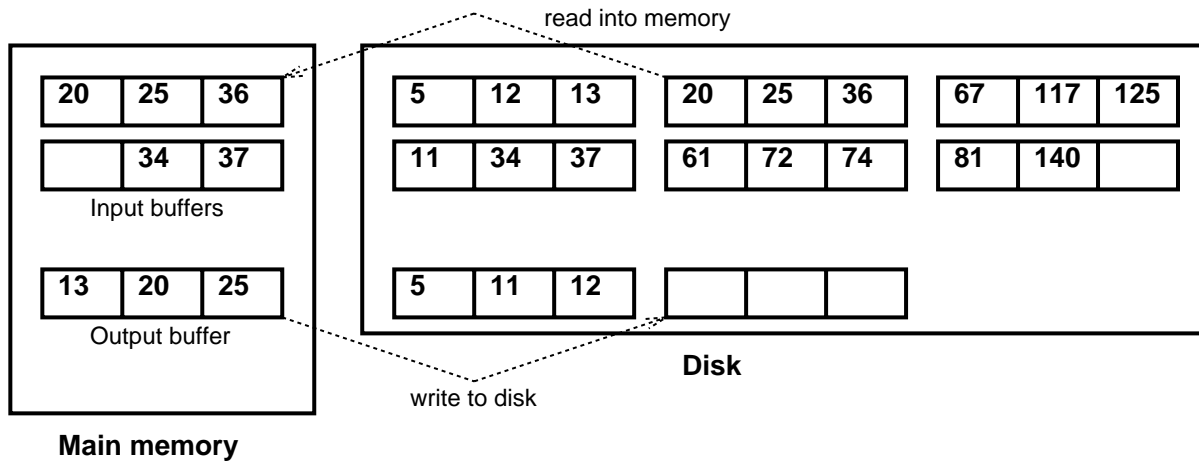 read into memory
20 25 36 5 12 13 20 25 36 67 117 125
34 37 11 34 37 61 72 74 81 140
Input buffers
13 20 25 5 11 12
Output buffer
Disk
write to disk
Main memory